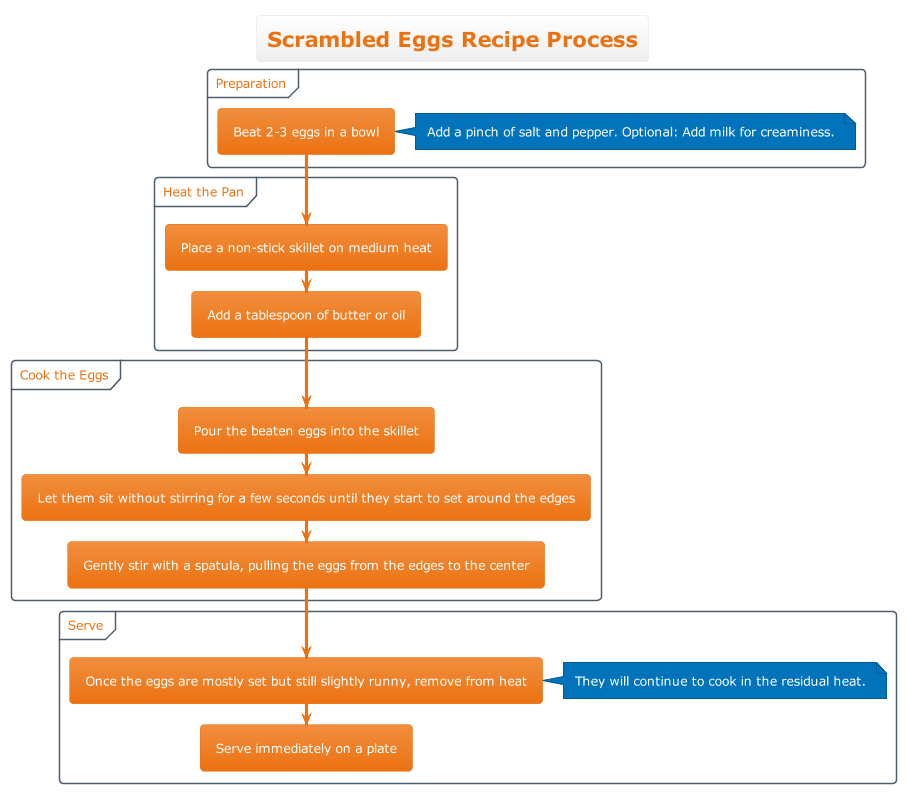 Scrambled Eggs Recipe Process
Preparation
Beat 2-3 eggs in a bowl
Add a pinch of salt and pepper. Optional: Add milk for creaminess.
Heat the Pan
Place a non-stick skillet on medium heat
Add a tablespoon of butter or oil
Cook the Eggs
Pour the beaten eggs into the skillet
Let them sit without stirring for a few seconds until they start to set around the edges
Gently stir with a spatula, pulling the eggs from the edges to the center
Serve
Once the eggs are mostly set but still slightly runny, remove from heat
They will continue to cook in the residual heat.
Serve immediately on a plate